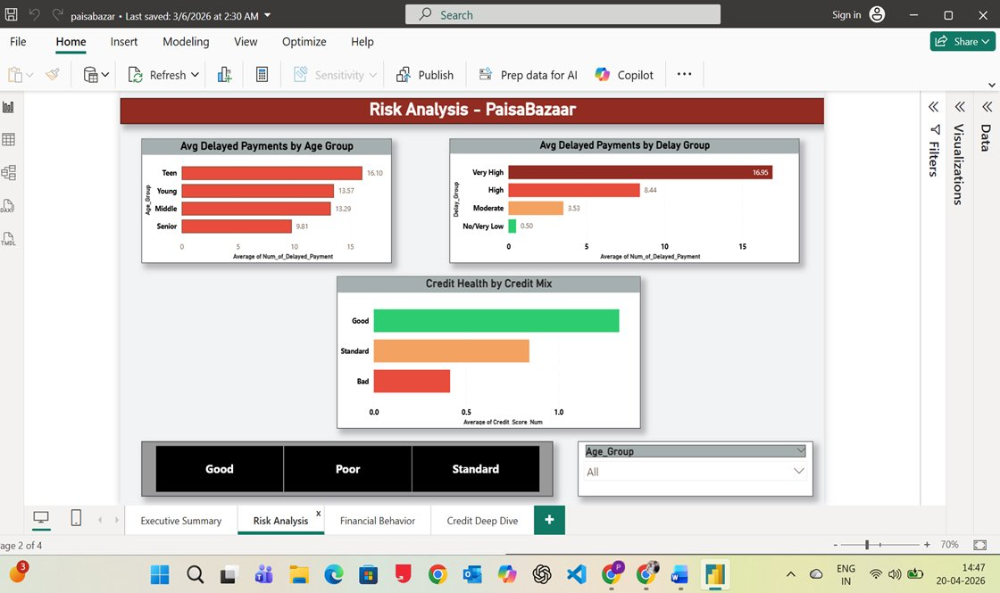 paisabazar • Last saved: 3/6/2026 at 2:30 AM
Search
Sign in
File Home Insert Modeling View Optimize Help
Share
Refresh
Sensitivity
Publish
Prep data for AI
Copilot
Risk Analysis - PaisaBazaar
Avg Delayed Payments by Age Group
Age_Group
Teen 16.10
Young 13.57
Middle 13.29
Senior 9.81
0 5 10 15
Average of Num_of_Delayed_Payment
Avg Delayed Payments by Delay Group
Delay_Group
Very High 16.95
High 8.44
Moderate 3.53
No/Very Low 0.50
0 5 10 15
Average of Num_of_Delayed_Payment
Credit Health by Credit Mix
Good
Standard
Bad
0.0 0.5 1.0
Average of Credit_Score_Num
Good Poor Standard
Age_Group
All
Filters
Visualizations
Data
DAX
TMDL
Executive Summary
Risk Analysis x
Financial Behavior
Credit Deep Dive
+
age 2 of 4
- + 70%
3
P
ENG
IN
14:47
20-04-2026